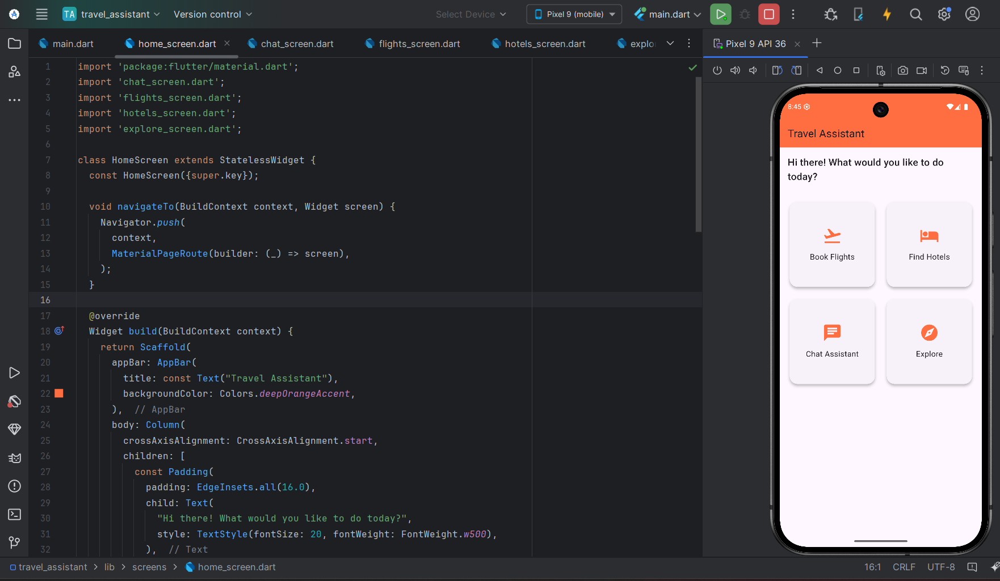 TA travel_assistant Version control Select Device Pixel 9 (mobile) main.dart
main.dart home_screen.dart chat_screen.dart flights_screen.dart hotels_screen.dart explo
Pixel 9 API 36
1 import 'package:flutter/material.dart';
2 import 'chat_screen.dart';
3 import 'flights_screen.dart';
4 import 'hotels_screen.dart';
5 import 'explore_screen.dart';
6
7 class HomeScreen extends StatelessWidget {
8 const HomeScreen({super.key});
9
10 void navigateTo(BuildContext context, Widget screen) {
11 Navigator.push(
12 context,
13 MaterialPageRoute(builder: (_) => screen),
14 );
15 }
16
17 @override
18 Widget build(BuildContext context) {
19 return Scaffold(
20 appBar: AppBar(
21 title: const Text("Travel Assistant"),
22 backgroundColor: Colors.deepOrangeAccent,
23 ), // AppBar
24 body: Column(
25 crossAxisAlignment: CrossAxisAlignment.start,
26 children: [
27 const Padding(
28 padding: EdgeInsets.all(16.0),
29 child: Text(
30 "Hi there! What would you like to do today?",
31 style: TextStyle(fontSize: 20, fontWeight: FontWeight.w500),
32 ), // Text
8:45
Travel Assistant
Hi there! What would you like to do
today?
Book Flights
Find Hotels
Chat Assistant
Explore
travel_assistant > lib > screens > home_screen.dart
16:1 CRLF UTF-8